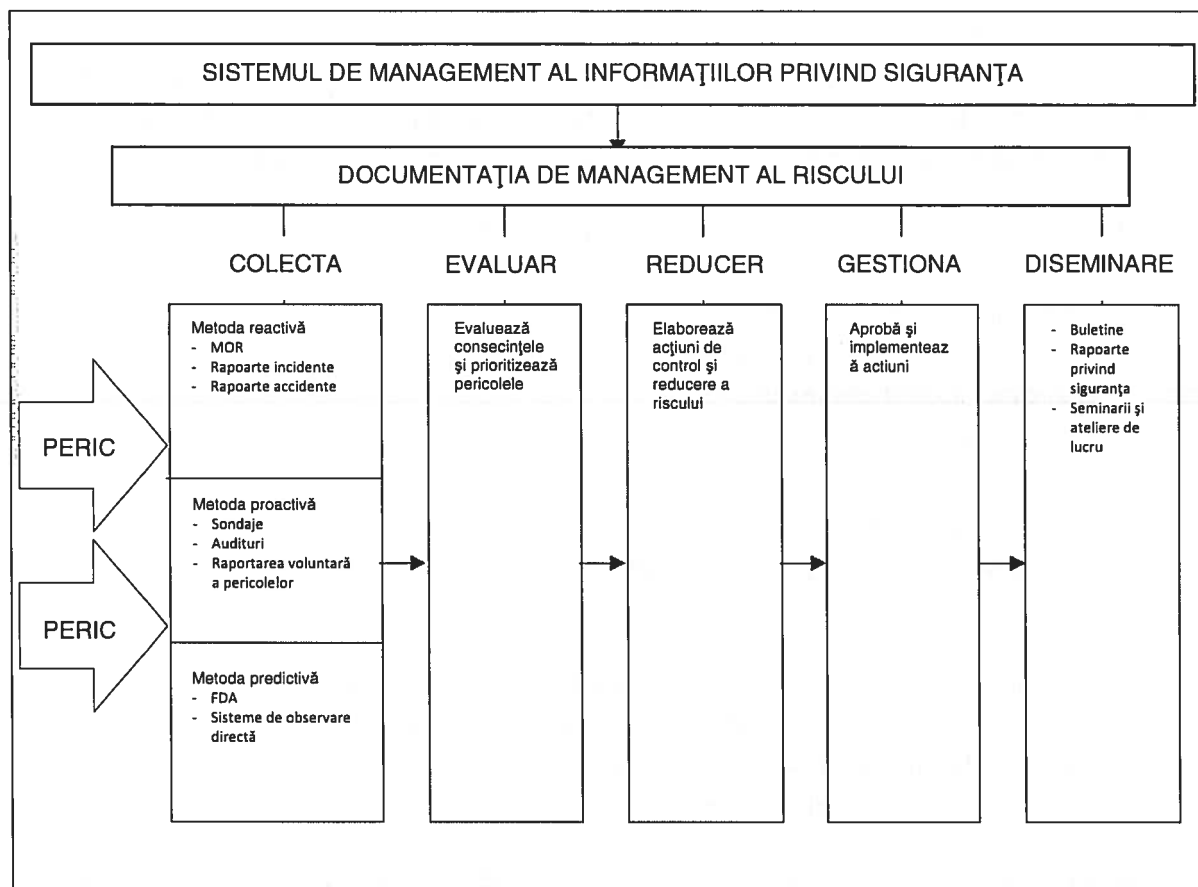 SISTEMUL DE MANAGEMENT AL INFORMAŢIILOR PRIVIND SIGURANŢA
DOCUMENTAŢIA DE MANAGEMENT AL RISCULUI
COLECTA
EVALUAR
REDUCER
GESTIONA
DISEMINARE
PERIC
PERIC
Metoda reactivă
- MOR
- Rapoarte incidente
- Rapoarte accidente
Metoda proactivă
- Sondaje
- Audituri
- Raportarea voluntară
a pericolelor
Metoda predictivă
- FDA
- Sisteme de observare
directă
Evaluează
consecinţele
şi prioritizează
pericolele
Elaborează
acţiuni de
control şi
reducere a
riscului
Aprobă şi
implementeaz
ă actiuni
- Buletine
- Rapoarte
privind
siguranţa
- Seminarii şi
ateliere de
lucru